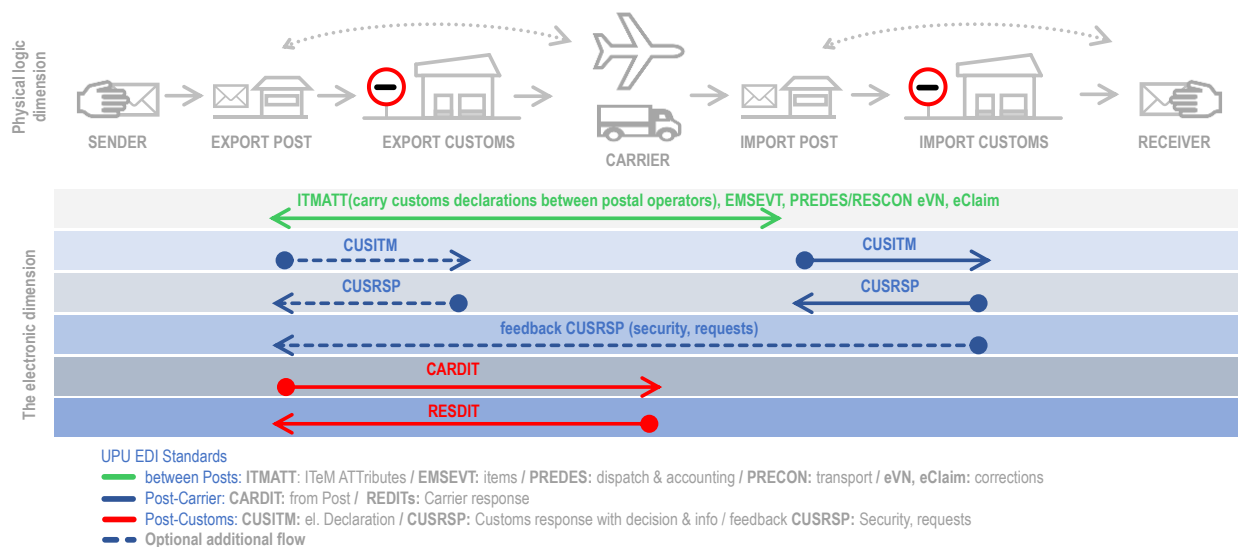 Physical logic
dimension
SENDER
EXPORT POST
EXPORT CUSTOMS
CARRIER
IMPORT POST
IMPORT CUSTOMS
RECEIVER
The electronic dimension
ITMATT(carry customs declarations between postal operators), EMSEVT, PREDES/RESCON eVN, eClaim
CUSITM
CUSITM
CUSRSP
CUSRSP
feedback CUSRSP (security, requests)
CARDIT
RESDIT
UPU EDI Standards
between Posts: ITMATT: ITeM ATTributes / EMSEVT: items / PREDES: dispatch & accounting / PRECON: transport / eVN, eClaim: corrections
Post-Carrier: CARDIT: from Post / REDITs: Carrier response
Post-Customs: CUSITM: el. Declaration / CUSRSP: Customs response with decision & info / feedback CUSRSP: Security, requests
Optional additional flow